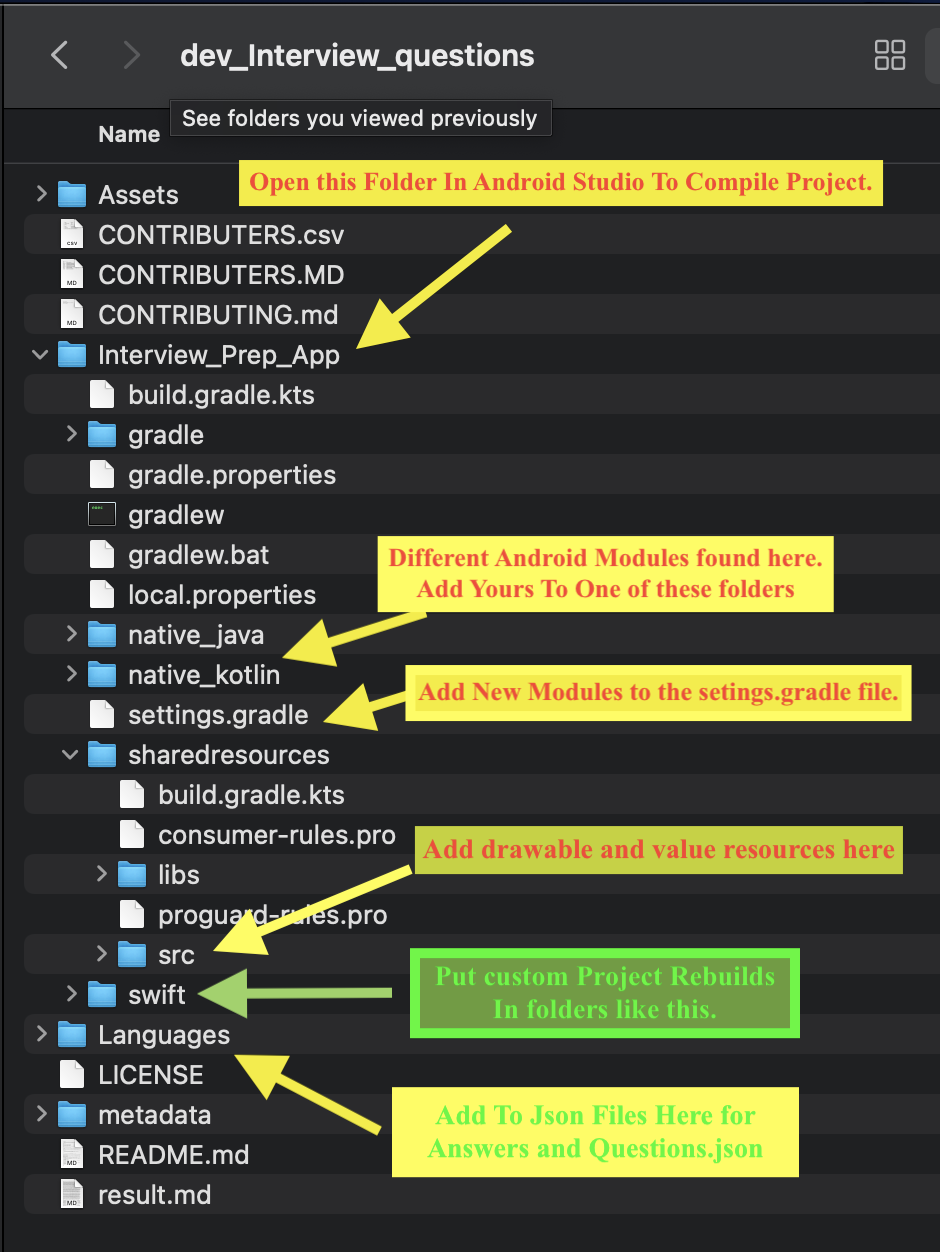 dev_Interview_questions
See folders you viewed previously
Name
Assets
Open this Folder In Android Studio To Compile Project.
CONTRIBUTERS.csv
CONTRIBUTERS.MD
CONTRIBUTING.md
Interview_Prep_App
build.gradle.kts
gradle
gradle.properties
gradlew
gradlew.bat
Different Android Modules found here.
Add Yours To One of these folders
local.properties
native_java
native_kotlin
Add New Modules to the setings.gradle file.
settings.gradle
sharedresources
build.gradle.kts
consumer-rules.pro
Add drawable and value resources here
libs
proguard-rules.pro
src
Put custom Project Rebuilds
In folders like this.
swift
Languages
LICENSE
Add To Json Files Here for
Answers and Questions.json
metadata
README.md
result.md